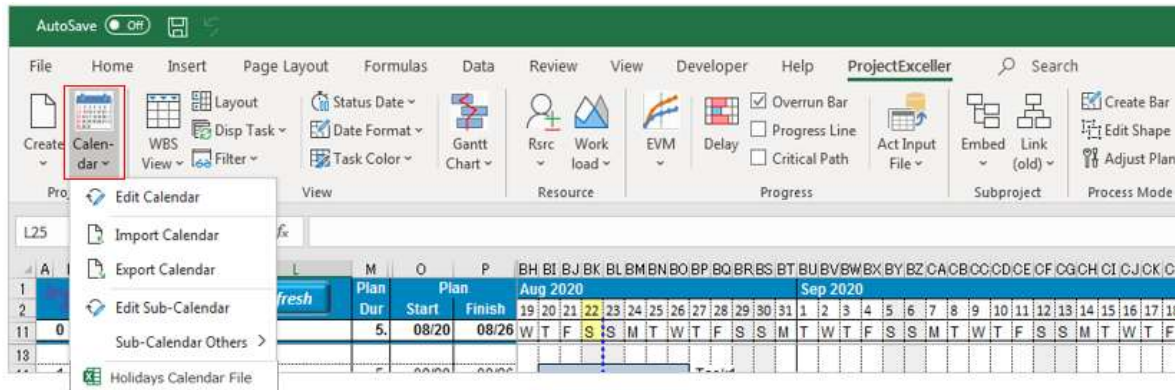 AutoSave Off
File Home Insert Page Layout Formulas Data Review View Developer Help ProjectExceller Search
Create
Calen-
dar
WBS
View
Layout
Disp Task
Filter
Status Date
Date Format
Task Color
Gantt
Chart
Rsrc
Work
load
EVM
Delay
Overrun Bar
Progress Line
Critical Path
Act Input
File
Embed
Link
(old)
Create Bar
Edit Shape
Adjust Plan
View Resource Progress Subproject Process Mode
Edit Calendar
Import Calendar
Export Calendar
Edit Sub-Calendar
Sub-Calendar Others
Holidays Calendar File
L25 fx
A L M O P BH BI BJ BK BL BM BN BO BP BQ BR BS BT BU BV BW BX BY BZ CA CB CC CD CE CF CG CH CI CJ CK
1 Plan Plan Aug 2020 Sep 2020
2 fresh Dur Start Finish 19 20 21 22 23 24 25 26 27 28 29 30 31 1 2 3 4 5 6 7 8 9 10 11 12 13 14 15 16 17
11 0 5. 08/20 08/26 W T F S S M T W T F S S M T W T F S S M T W T F S S M T W T F
13